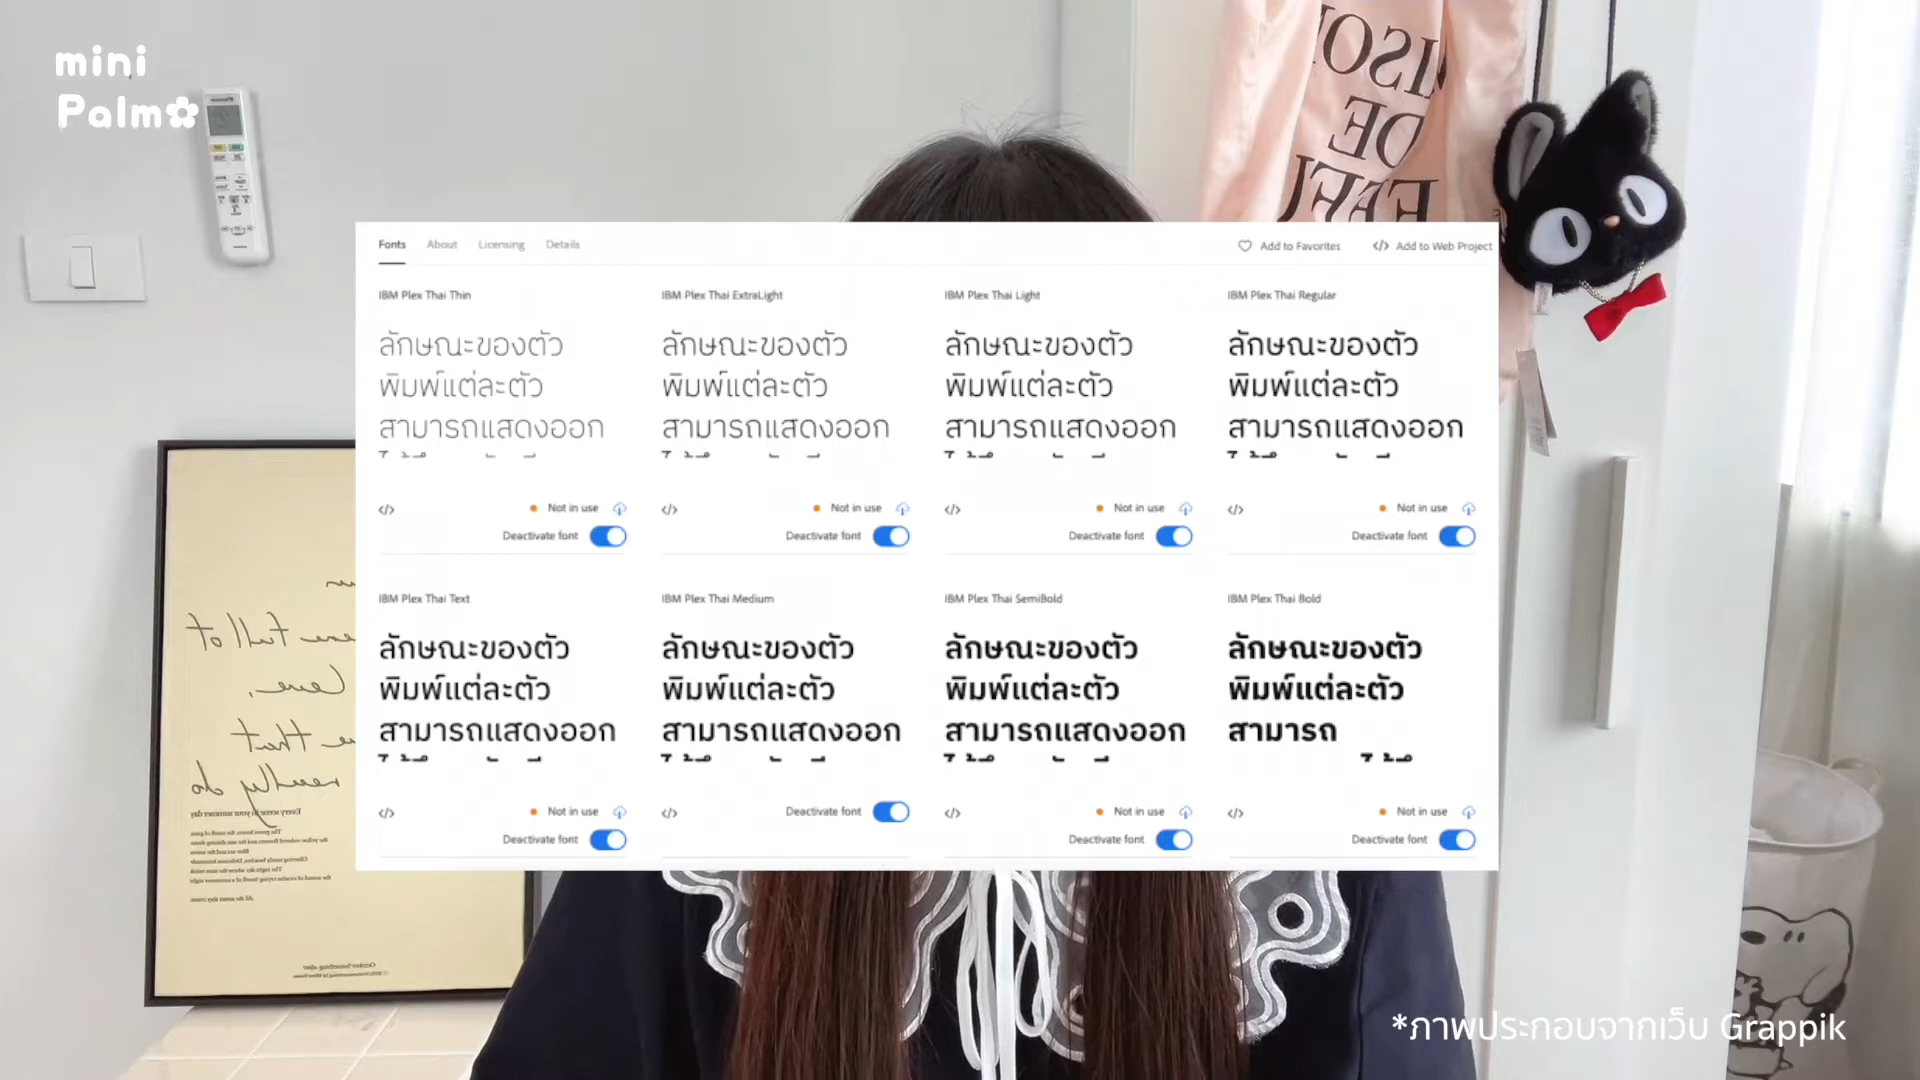 mini
Palm
MAISON
DE
FEEL
Fonts About Licensing Details
Add to Favorites </> Add to Web Project
IBM Plex Thai Thin
ลักษณะของตัว
พิมพ์แต่ละตัว
สามารถแสดงออก
</> Not in use
Deactivate font
IBM Plex Thai ExtraLight
ลักษณะของตัว
พิมพ์แต่ละตัว
สามารถแสดงออก
</> Not in use
Deactivate font
IBM Plex Thai Light
ลักษณะของตัว
พิมพ์แต่ละตัว
สามารถแสดงออก
</> Not in use
Deactivate font
IBM Plex Thai Regular
ลักษณะของตัว
พิมพ์แต่ละตัว
สามารถแสดงออก
</> Not in use
Deactivate font
IBM Plex Thai Text
ลักษณะของตัว
พิมพ์แต่ละตัว
สามารถแสดงออก
</> Not in use
Deactivate font
IBM Plex Thai Medium
ลักษณะของตัว
พิมพ์แต่ละตัว
สามารถแสดงออก
</> Deactivate font
IBM Plex Thai SemiBold
ลักษณะของตัว
พิมพ์แต่ละตัว
สามารถแสดงออก
</> Not in use
Deactivate font
IBM Plex Thai Bold
ลักษณะของตัว
พิมพ์แต่ละตัว
สามารถ
</> Not in use
Deactivate font
full of
love,
that
really do
Every scene in your summer day
*ภาพประกอบจากเว็บ Grappik